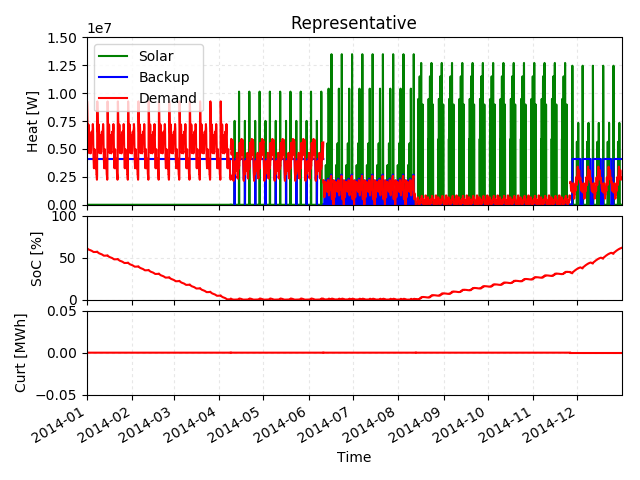 Representative
1e7
1.50
1.25
1.00
0.75
0.50
0.25
0.00
Heat [W]
Solar
Backup
Demand
100
50
0
SoC [%]
0.05
0.00
−0.05
Curt [MWh]
2014-01
2014-02
2014-03
2014-04
2014-05
2014-06
2014-07
2014-08
2014-09
2014-10
2014-11
2014-12
Time